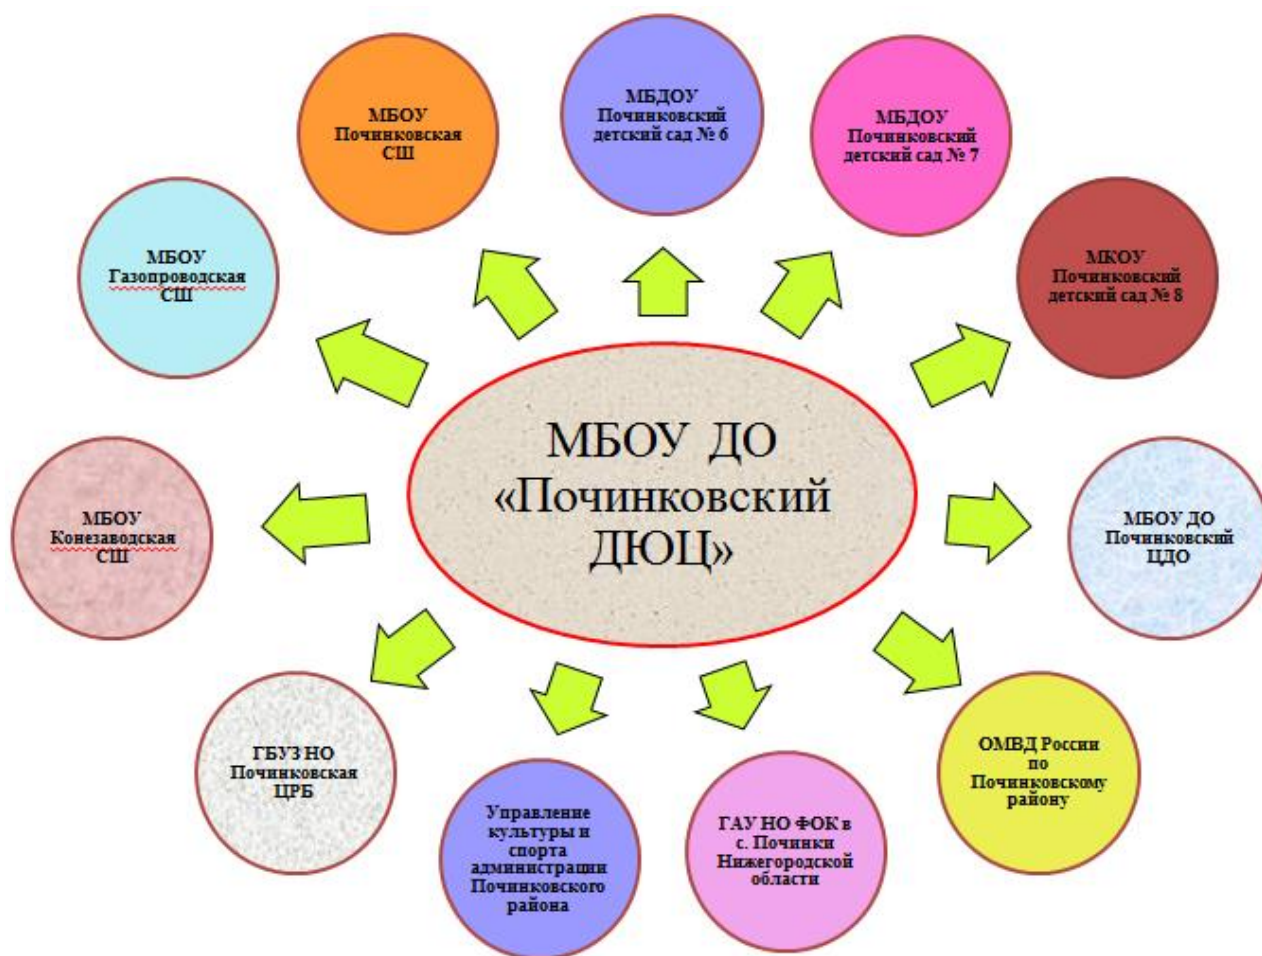 МБДОУ
Починковский
детский сад № 6
МБДОУ
Починковский
детский сад № 7
МБОУ
Починковская
СШ
МКОУ
Починковский
детский сад № 8
МБОУ
Газопроводская
СШ
МБОУ ДО
«Починковский
ДЮЦ»
МБОУ ДО
Починковский
ЦДО
МБОУ
Конезаводская
СШ
ОМВД России
по
Починковскому
району
ГБУЗ НО
Починковская
ЦРБ
ГАУ НО ФОК в
с. Починки
Нижегородской
области
Управление
культуры и
спорта
администрации
Починковского
района